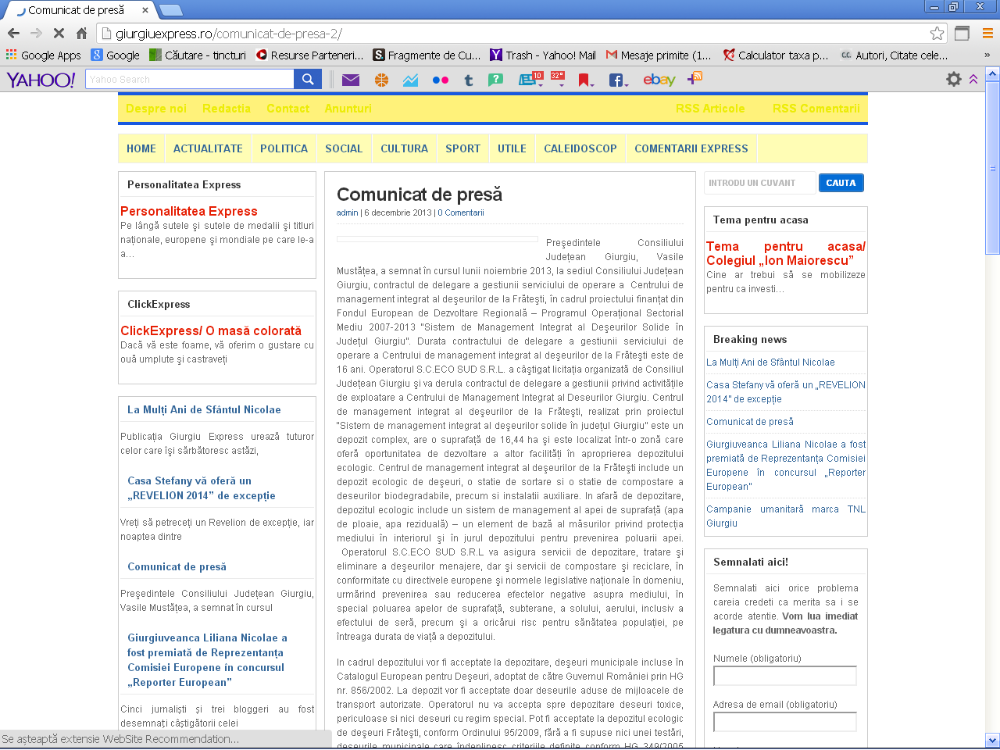 Comunicat de presă
giurgiuexpress.ro/comunicat-de-presa-2/
Google Apps Google Căutare - tincturi Resurse Parteneri... Fragmente de Cu... Trash - Yahoo! Mail Mesaje primite (1... Calculator taxa p... Autori, Citate cele... »
YAHOO! Yahoo Search 10 32° ebay
Despre noi Redactia Contact Anunturi RSS Articole RSS Comentarii
HOME ACTUALITATE POLITICA SOCIAL CULTURA SPORT UTILE CALEIDOSCOP COMENTARII EXPRESS
Personalitatea Express
Personalitatea Express
Pe lângă sutele şi sutele de medalii şi titluri
naţionale, europene şi mondiale pe care le-a
a...
ClickExpress
ClickExpress/ O masă colorată
Dacă vă este foame, vă oferim o gustare cu
ouă umplute şi castraveţi
La Mulţi Ani de Sfântul Nicolae
Publicaţia Giurgiu Express urează tuturor
celor care îşi sărbătoresc astăzi,
Casa Stefany vă oferă un
„REVELION 2014” de excepţie
Vreţi să petreceţi un Revelion de excepţie, iar
noaptea dintre
Comunicat de presă
Preşedintele Consiliului Judeţean Giurgiu,
Vasile Mustăţea, a semnat în cursul
Giurgiuveanca Liliana Nicolae a
fost premiată de Reprezentanţa
Comisiei Europene în concursul
„Reporter European”
Cinci jurnalişti şi trei bloggeri au fost
desemnaţi câştigătorii celei
Se aşteaptă extensie WebSite Recommendation...
Comunicat de presă
admin | 6 decembrie 2013 | 0 Comentarii
Preşedintele Consiliului
Judeţean Giurgiu, Vasile
Mustăţea, a semnat în cursul lunii noiembrie 2013, la sediul Consiliului Judeţean
Giurgiu, contractul de delegare a gestiunii serviciului de operare a Centrului de
management integrat al deşeurilor de la Frăteşti, în cadrul proiectului finanţat din
Fondul European de Dezvoltare Regională – Programul Operaţional Sectorial
Mediu 2007-2013 "Sistem de Management Integrat al Deşeurilor Solide în
Judeţul Giurgiu". Durata contractului de delegare a gestiunii serviciului de
operare a Centrului de management integrat al deşeurilor de la Frăteşti este de
16 ani. Operatorul S.C.ECO SUD S.R.L. a câştigat licitaţia organizată de Consiliul
Judeţean Giurgiu şi va derula contractul de delegare a gestiunii privind activităţile
de exploatare a Centrului de Management Integrat al Deseurilor Giurgiu. Centrul
de management integrat al deşeurilor de la Frăteşti, realizat prin proiectul
"Sistem de management integrat al deşeurilor solide în judeţul Giurgiu" este un
depozit complex, are o suprafaţă de 16,44 ha şi este localizat într-o zonă care
oferă oportunitatea de dezvoltare a altor facilităţi în aproprierea depozitului
ecologic. Centrul de management integrat al deşeurilor de la Frăteşti include un
depozit ecologic de deşeuri, o statie de sortare si o statie de compostare a
deseurilor biodegradabile, precum si instalatii auxiliare. In afară de depozitare,
depozitul ecologic include un sistem de management al apei de suprafaţă (apa
de ploaie, apa reziduală) – un element de bază al măsurilor privind protecţia
mediului în interiorul şi în jurul depozitului pentru prevenirea poluarii apei.
Operatorul S.C.ECO SUD S.R.L va asigura servicii de depozitare, tratare şi
eliminare a deşeurilor menajere, dar şi servicii de compostare şi reciclare, în
conformitate cu directivele europene şi normele legislative naţionale în domeniu,
urmărind prevenirea sau reducerea efectelor negative asupra mediului, în
special poluarea apelor de suprafaţă, subterane, a solului, aerului, inclusiv a
efectului de seră, precum şi a oricărui risc pentru sănătatea populaţiei, pe
întreaga durata de viaţă a depozitului.
In cadrul depozitului vor fi acceptate la depozitare, deşeuri municipale incluse în
Catalogul European pentru Deşeuri, adoptat de către Guvernul României prin HG
nr. 856/2002. La depozit vor fi acceptate doar deseurile aduse de mijloacele de
transport autorizate. Operatorul nu va accepta spre depozitare deseuri toxice,
periculoase si nici deseuri cu regim special. Pot fi acceptate la depozitul ecologic
de deşeuri Frăteşti, conform Ordinului 95/2009, fără a fi supuse nici unei testări,
deseurile municipale care îndeplinesc criteriile definite conform HG 349/2005
INTRODU UN CUVANT CAUTA
Tema pentru acasa
Tema pentru acasa/
Colegiul „Ion Maiorescu”
Cine ar trebui să se mobilizeze
pentru ca investi...
Breaking news
La Mulţi Ani de Sfântul Nicolae
Casa Stefany vă oferă un „REVELION
2014” de excepţie
Comunicat de presă
Giurgiuveanca Liliana Nicolae a fost
premiată de Reprezentanţa Comisiei
Europene în concursul „Reporter
European”
Campanie umanitară marca TNL
Giurgiu
Semnalati aici!
Semnalati aici orice problema
careia credeti ca merita sa i se
acorde atentie. Vom lua imediat
legatura cu dumneavoastra.
Numele (obligatoriu)
Adresa de email (obligatoriu)